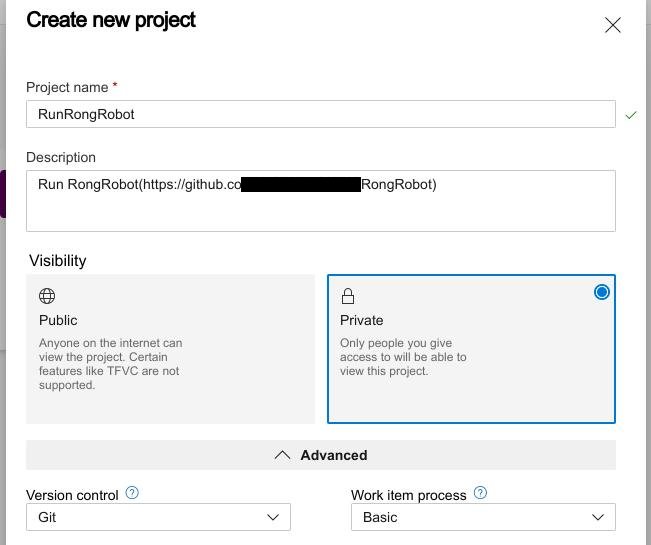 Create new project
Project name *
RunRongRobot
Description
Run RongRobot(https://github.co RongRobot)
Visibility
Public
Anyone on the internet can
view the project. Certain
features like TFVC are not
supported.
Private
Only people you give
access to will be able to
view this project.
Advanced
Version control ?
Work item process ?
Git
Basic